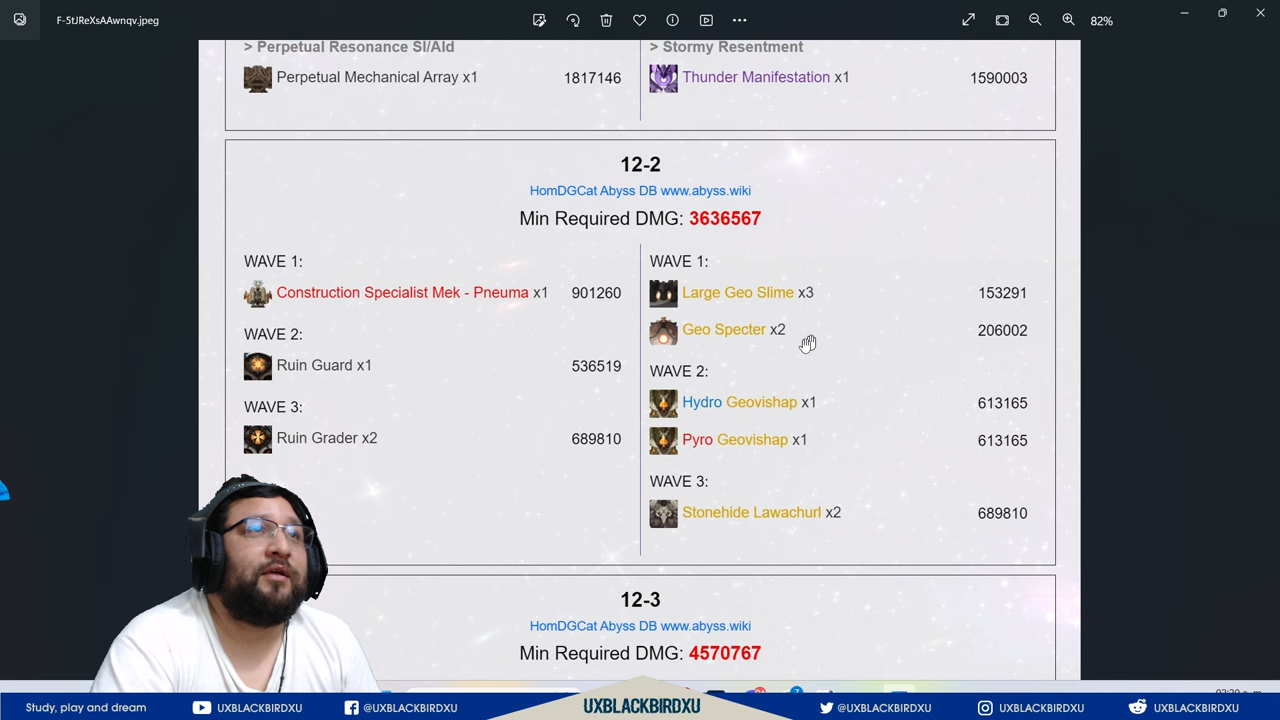 F-5tJReXsAAwnqv.jpeg
82%
> Perpetual Resonance SI/Ald
Perpetual Mechanical Array x1 1817146
> Stormy Resentment
Thunder Manifestation x1 1590003
12-2
HomDGCat Abyss DB www.abyss.wiki
Min Required DMG: 3636567
WAVE 1:
Construction Specialist Mek - Pneuma x1 901260
WAVE 2:
Ruin Guard x1 536519
WAVE 3:
Ruin Grader x2 689810
WAVE 1:
Large Geo Slime x3 153291
Geo Specter x2 206002
WAVE 2:
Hydro Geovishap x1 613165
Pyro Geovishap x1 613165
WAVE 3:
Stonehide Lawachurl x2 689810
12-3
HomDGCat Abyss DB www.abyss.wiki
Min Required DMG: 4570767
Study, play and dream UXBLACKBIRDXU @UXBLACKBIRDXU UXBLACKBIRDXU @UXBLACKBIRDXU UXBLACKBIRDXU UXBLACKBIRDXU